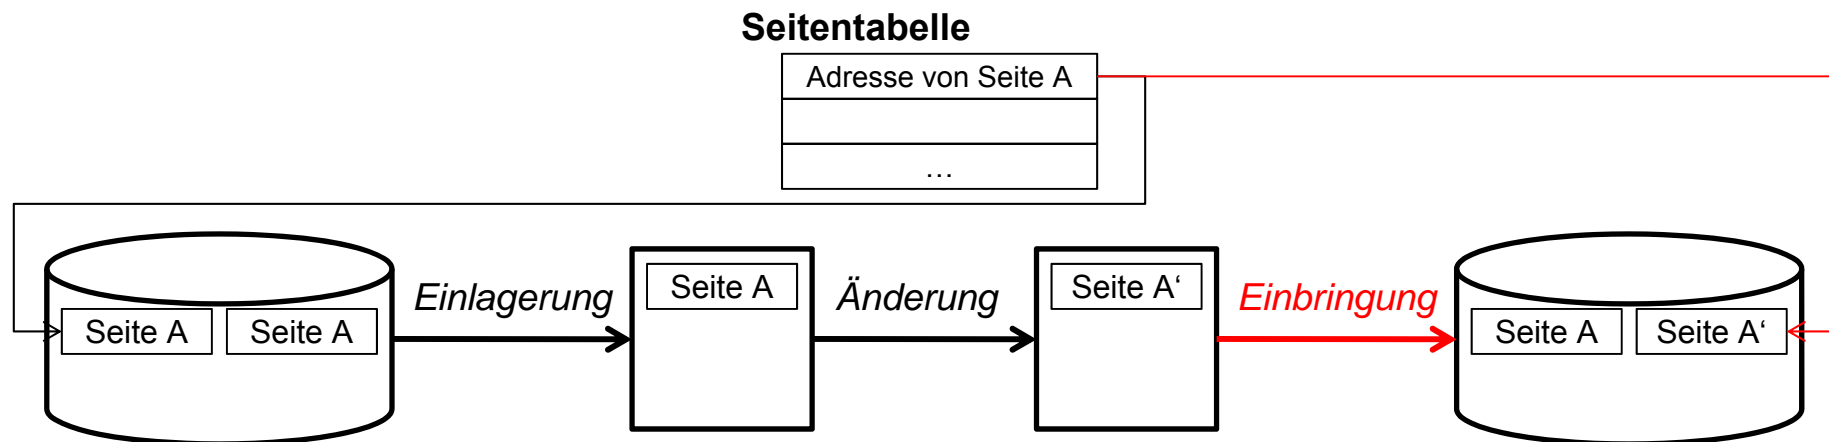 Seitentabelle
Adresse von Seite A
...
Seite A
Seite A
Einlagerung
Seite A
Änderung
Seite A‘
Einbringung
Seite A
Seite A‘